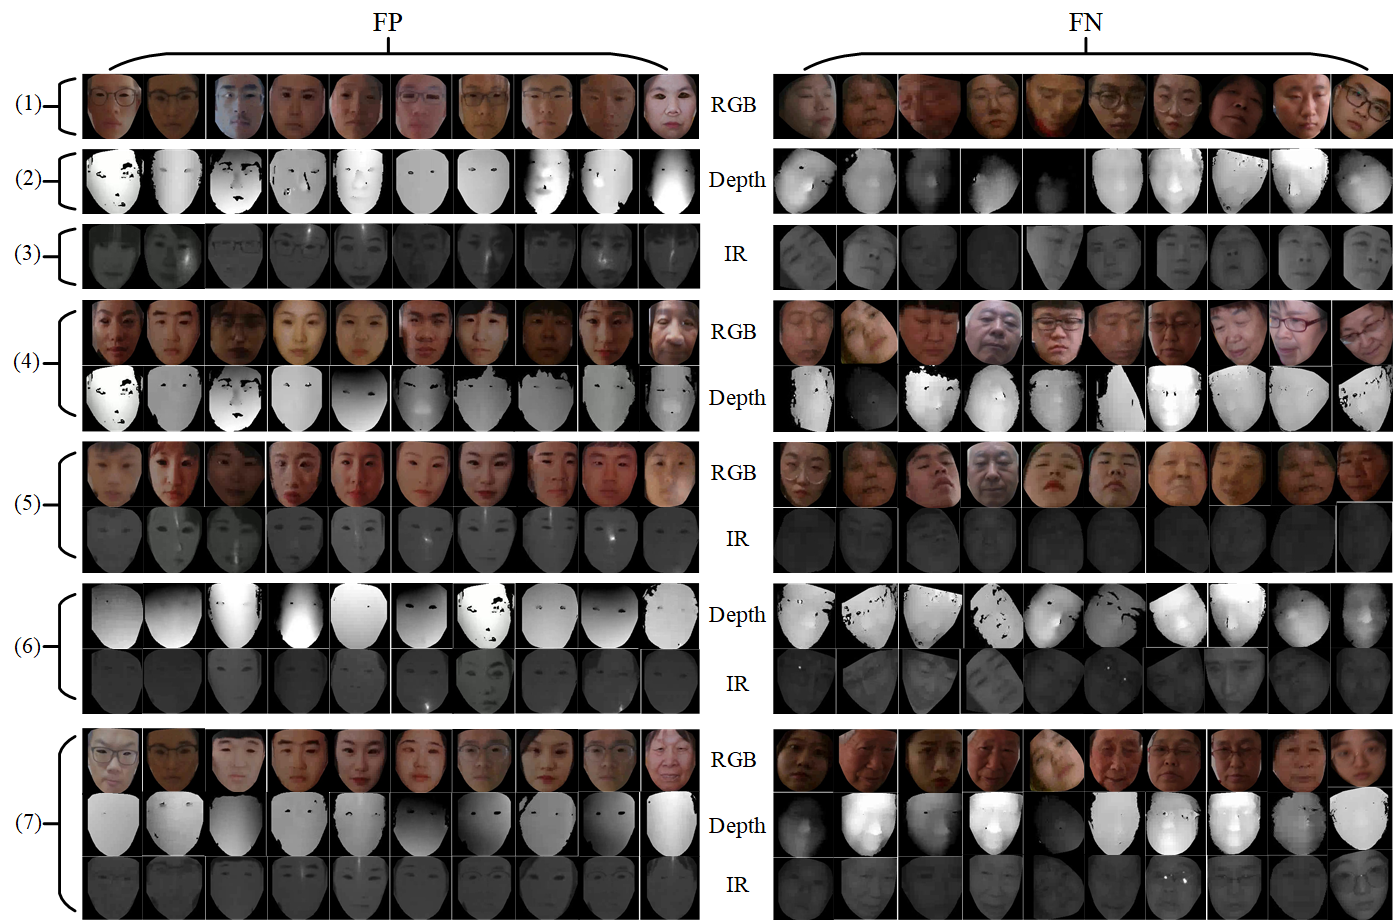 FP FN
(1) RGB
(2) Depth
(3) IR
(4) RGB
Depth
(5) RGB
IR
(6) Depth
IR
(7) RGB
Depth
IR